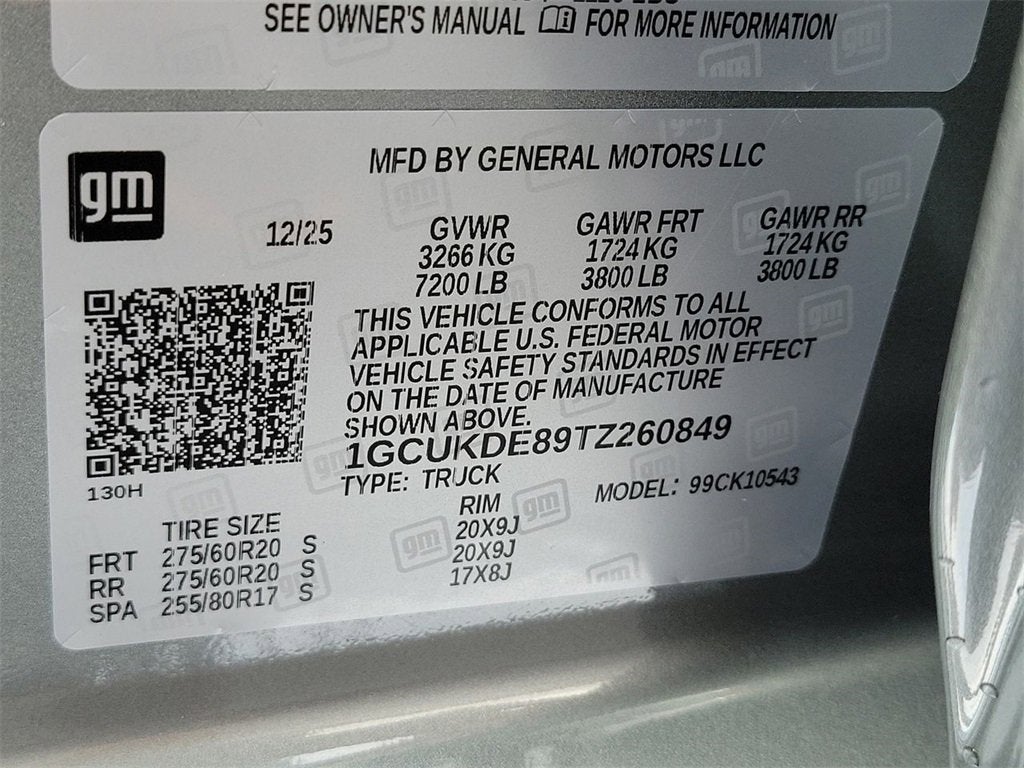 SEE OWNER'S MANUAL FOR MORE INFORMATION
gm
MFD BY GENERAL MOTORS LLC
12/25
GVWR GAWR FRT GAWR RR
3266 KG 1724 KG 1724 KG
7200 LB 3800 LB 3800 LB
THIS VEHICLE CONFORMS TO ALL
APPLICABLE U.S. FEDERAL MOTOR
VEHICLE SAFETY STANDARDS IN EFFECT
ON THE DATE OF MANUFACTURE
SHOWN ABOVE.
1GCUKDE89TZ260849
130H
TYPE: TRUCK MODEL: 99CK10543
TIRE SIZE RIM
FRT 275/60R20 S 20X9J
RR 275/60R20 S 20X9J
SPA 255/80R17 S 17X8J